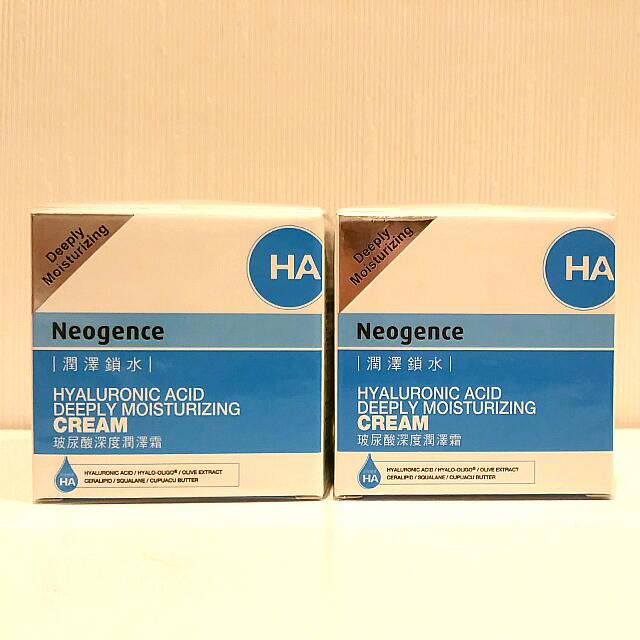 Deeply
Moisturizing
HA
Neogence
|潤澤鎖水|
HYALURONIC ACID
DEEPLY MOISTURIZING
CREAM
玻尿酸深度潤澤霜
HA
HYALURONIC ACID / HYALO-OLIGO® / OLIVE EXTRACT
CERALIPID / SQUALANE / CUPUACU BUTTER
Deeply
Moisturizing
HA
Neogence
|潤澤鎖水|
HYALURONIC ACID
DEEPLY MOISTURIZING
CREAM
玻尿酸深度潤澤霜
HA
HYALURONIC ACID / HYALO-OLIGO® / OLIVE EXTRACT
CERALIPID / SQUALANE / CUPUACU BUTTER